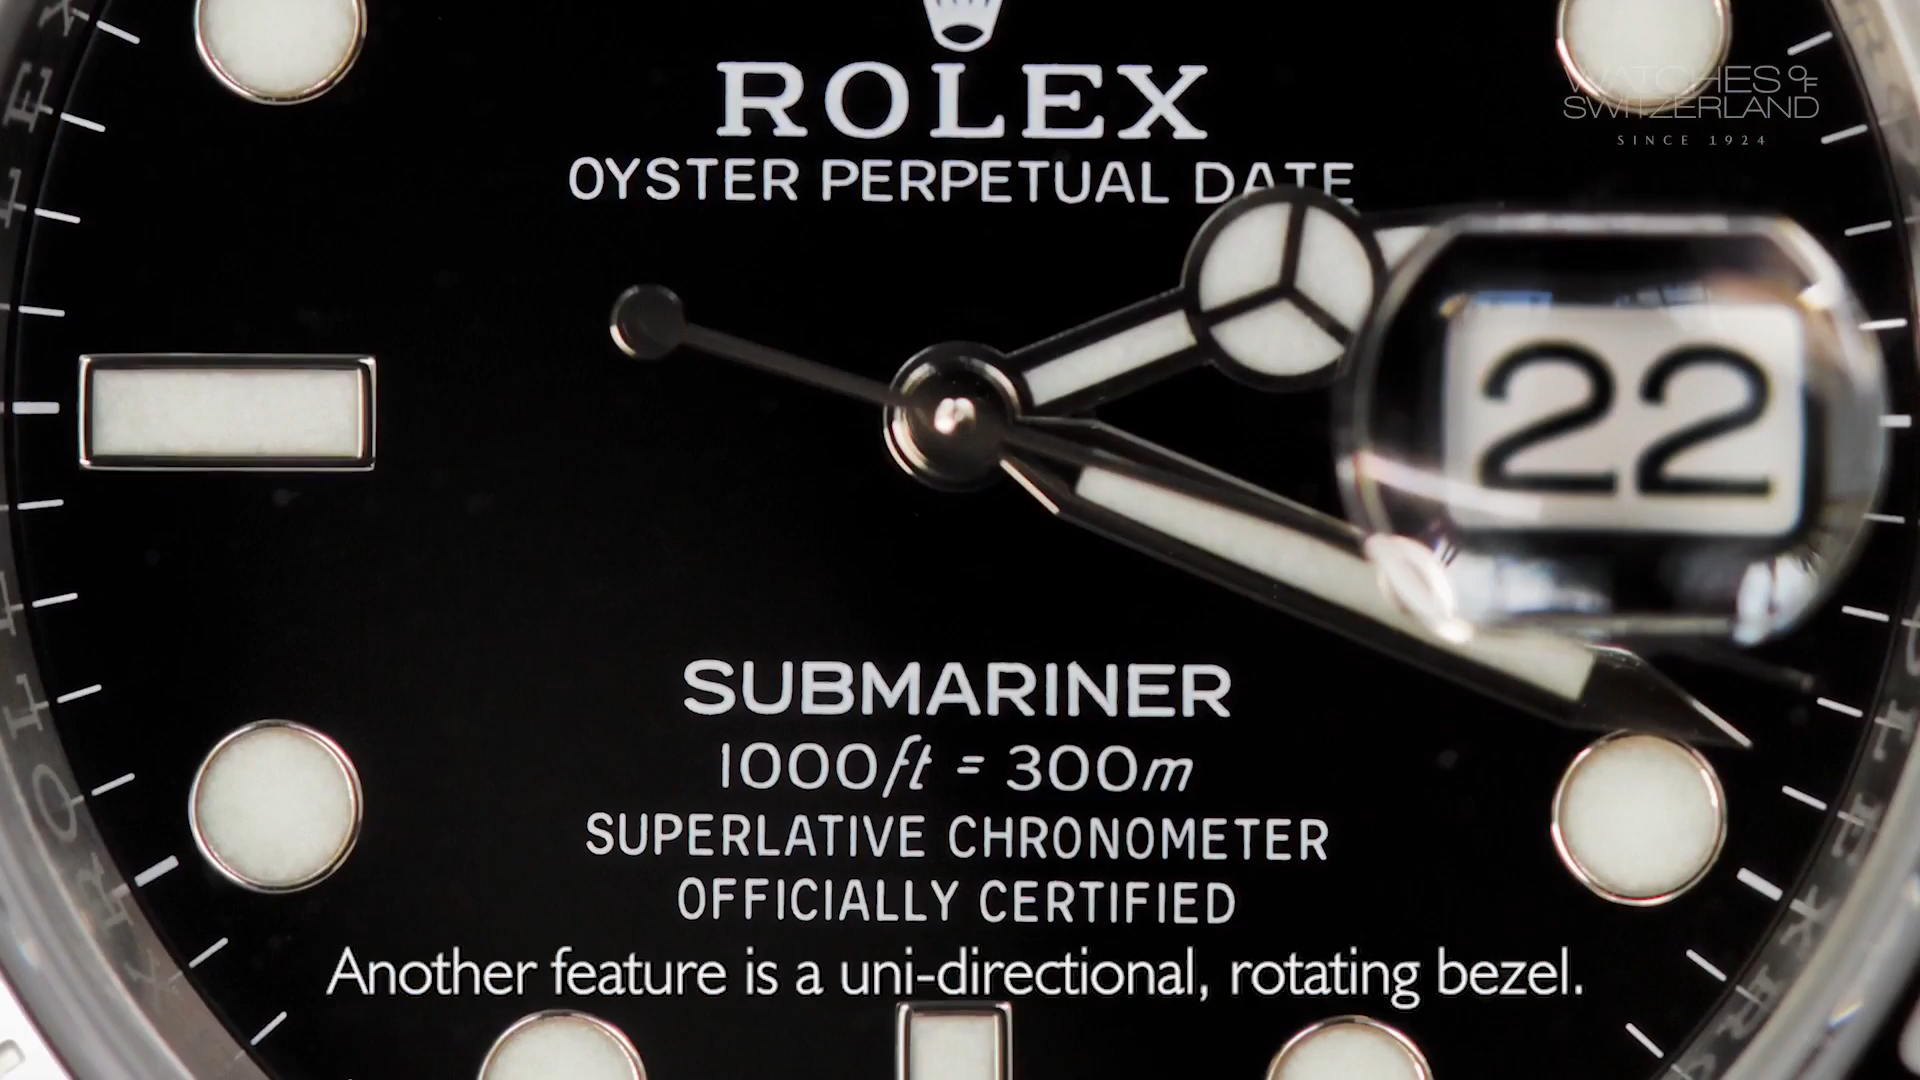 ROLEX
OYSTER PERPETUAL DATE
WATCHES OF
SWITZERLAND
SINCE 1924
22
SUBMARINER
1000ft = 300m
SUPERLATIVE CHRONOMETER
OFFICIALLY CERTIFIED
Another feature is a uni-directional, rotating bezel.